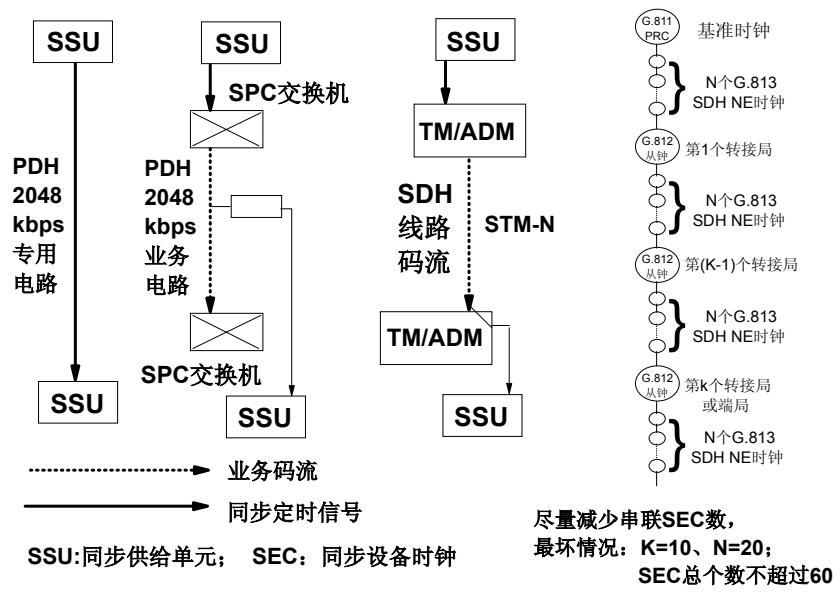 SSU
PDH
2048
kbps
专用
电路
SSU
SSU
SPC交换机
PDH
2048
kbps
业务
电路
SPC交换机
SSU
SSU
TM/ADM
SDH
线路
码流
STM-N
TM/ADM
SSU
G.811
PRC
基准时钟
N个G.813
SDH NE时钟
G.812
从钟
第1个转接局
N个G.813
SDH NE时钟
G.812
从钟
第(K-1)个转接局
N个G.813
SDH NE时钟
G.812
从钟
第k个转接局
或端局
N个G.813
SDH NE时钟
业务码流
同步定时信号
SSU:同步供给单元； SEC：同步设备时钟
尽量减少串联SEC数，
最坏情况：K=10、N=20；
SEC总个数不超过60